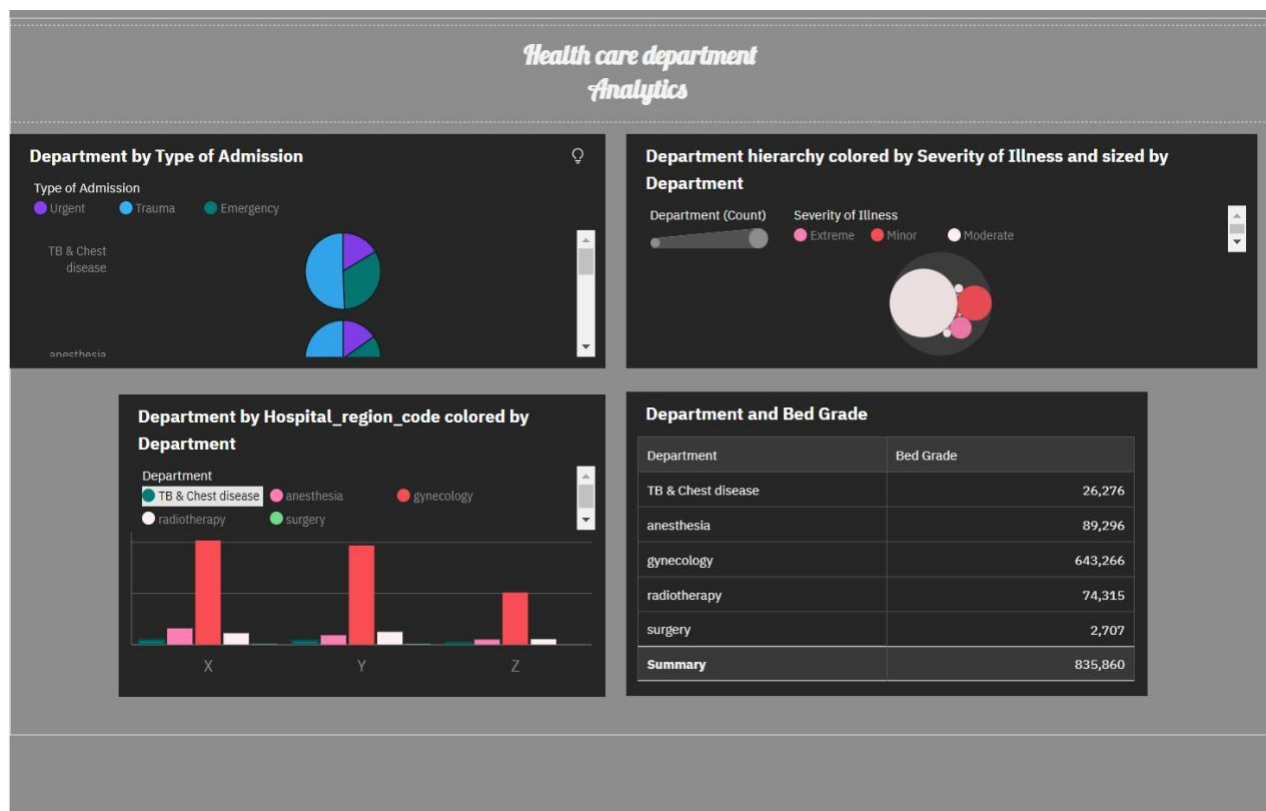 Health care department
Analytics
Department by Type of Admission
Type of Admission
Urgent Trauma Emergency
TB & Chest
disease
anesthesia
Department hierarchy colored by Severity of Illness and sized by
Department
Department (Count) Severity of Illness
Extreme Minor Moderate
Department by Hospital_region_code colored by
Department
Department
TB & Chest disease anesthesia gynecology
radiotherapy surgery
X Y Z
Department and Bed Grade
Department Bed Grade
TB & Chest disease 26,276
anesthesia 89,296
gynecology 643,266
radiotherapy 74,315
surgery 2,707
Summary 835,860